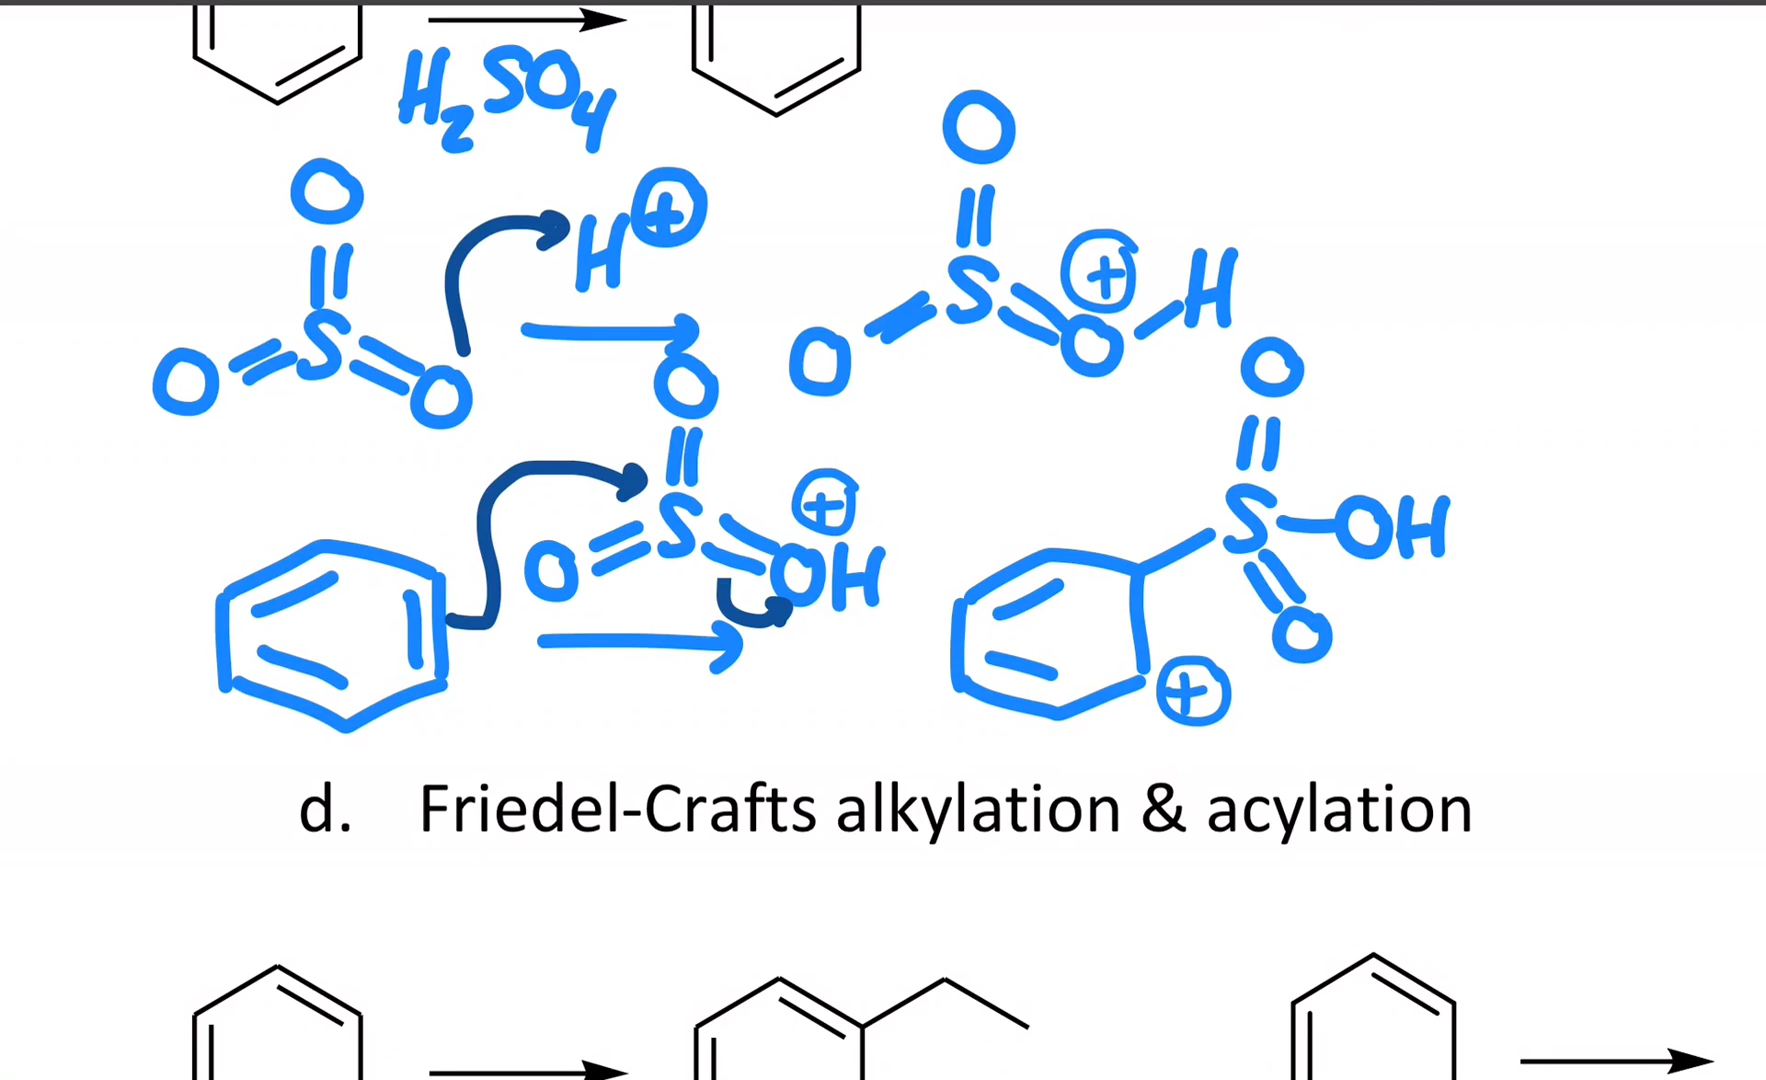 H₂SO₄
O
O
S
O
H⊕
O
S
⊕
O
H
O
O
S
⊕
O
OH
O
S
OH
O
⊕
d. Friedel-Crafts alkylation & acylation